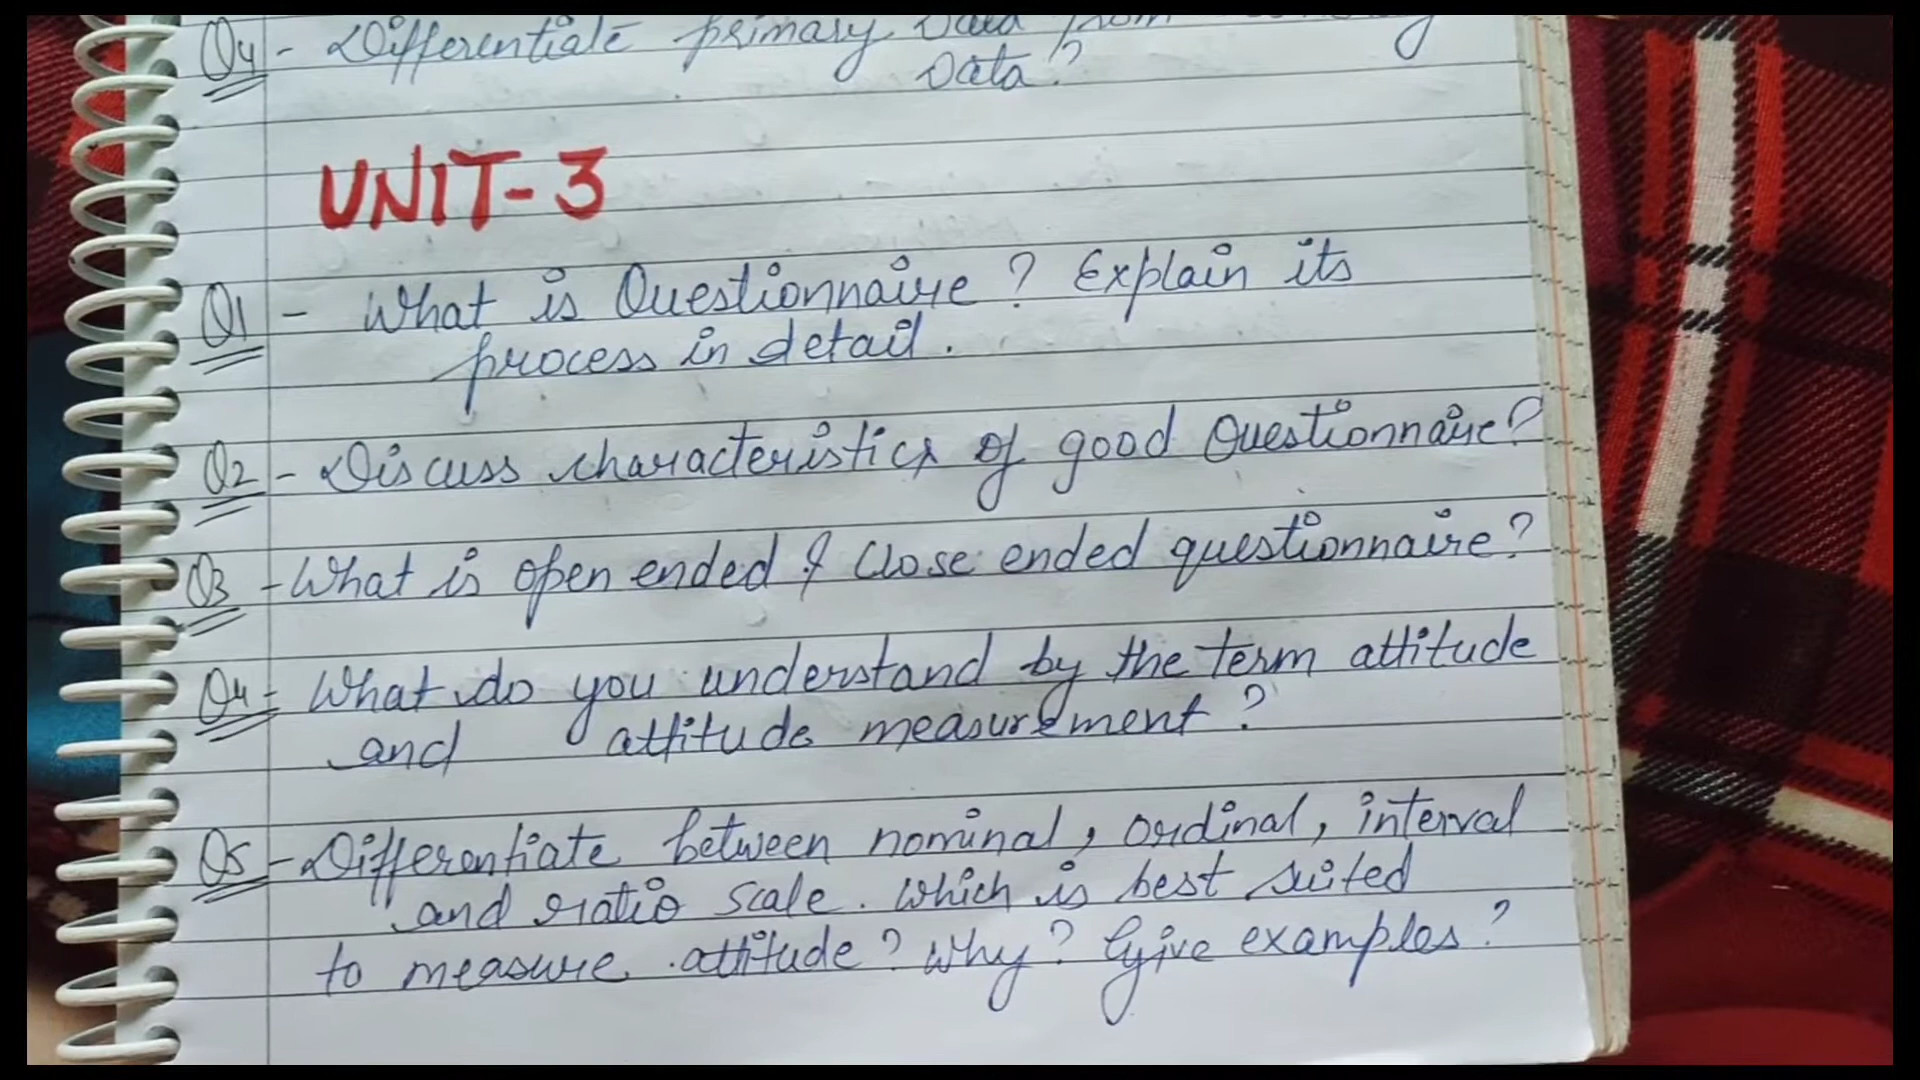 Q4 - Differentiate primary Data from
Data?
UNIT-3
Q1 - What is Questionnaire? Explain its
process in detail.
Q2 - Discuss characteristics of good Questionnaire?
Q3 - What is open ended & Close ended questionnaire?
Q4 - What do you understand by the term attitude
and attitude measurement?
Q5 - Differentiate between nominal, ordinal, interval
and ratio scale. Which is best suited
to measure attitude? Why? Give examples?